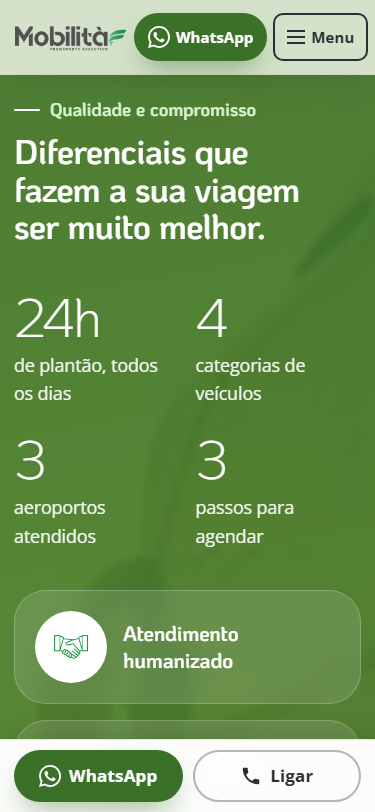 Mobilità
TRANSPORTE EXECUTIVO
WhatsApp
Menu
Qualidade e compromisso
Diferenciais que
fazem a sua viagem
ser muito melhor.
24h
de plantão, todos
os dias
4
categorias de
veículos
3
aeroportos
atendidos
3
passos para
agendar
Atendimento
humanizado
WhatsApp
Ligar